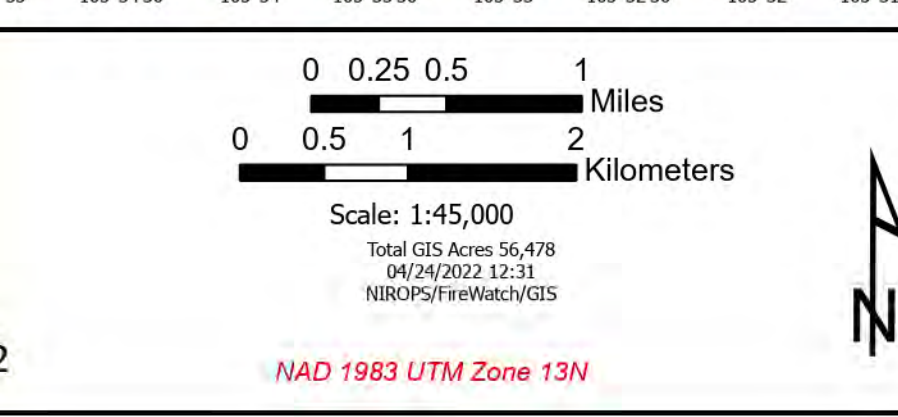 0 0.25 0.5 1
Miles
0 0.5 1 2
Kilometers
Scale: 1:45,000
Total GIS Acres 56,478
04/24/2022 12:31
NIROPS/FireWatch/GIS
N
2
NAD 1983 UTM Zone 13N